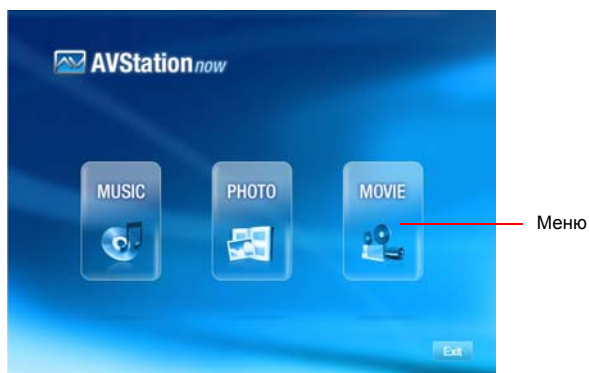 AVStation now
MUSIC
PHOTO
MOVIE
Меню
Exit